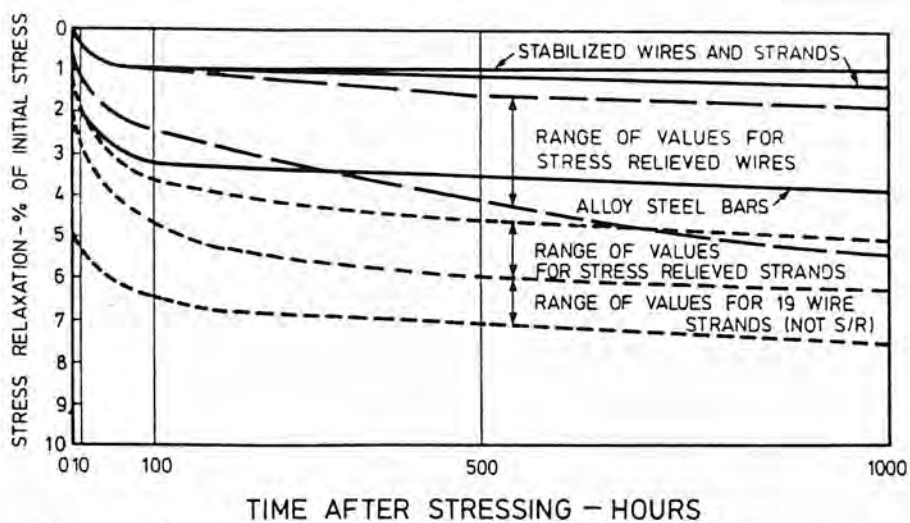 STRESS RELAXATION - % OF INITIAL STRESS
0
1
2
3
4
5
6
7
8
9
10
STABILIZED WIRES AND STRANDS
RANGE OF VALUES FOR
STRESS RELIEVED WIRES
ALLOY STEEL BARS
RANGE OF VALUES
FOR STRESS RELIEVED STRANDS
RANGE OF VALUES FOR 19 WIRE
STRANDS (NOT S/R)
0 10 100 500 1000
TIME AFTER STRESSING - HOURS